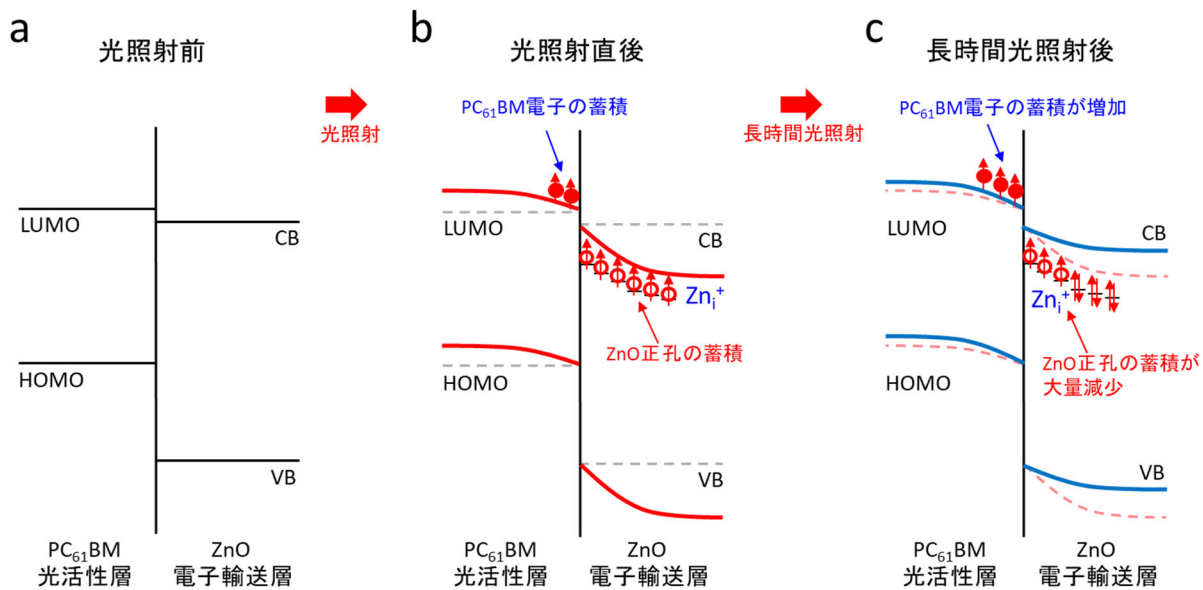 a
光照射前
LUMO
CB
HOMO
VB
PC₆₁BM
光活性層
ZnO
電子輸送層
光照射
b
光照射直後
PC₆₁BM電子の蓄積
LUMO
CB
Znᵢ⁺
ZnO正孔の蓄積
HOMO
VB
PC₆₁BM
光活性層
ZnO
電子輸送層
長時間光照射
c
長時間光照射後
PC₆₁BM電子の蓄積が増加
LUMO
CB
Znᵢ⁺
ZnO正孔の蓄積が
大量減少
HOMO
VB
PC₆₁BM
光活性層
ZnO
電子輸送層